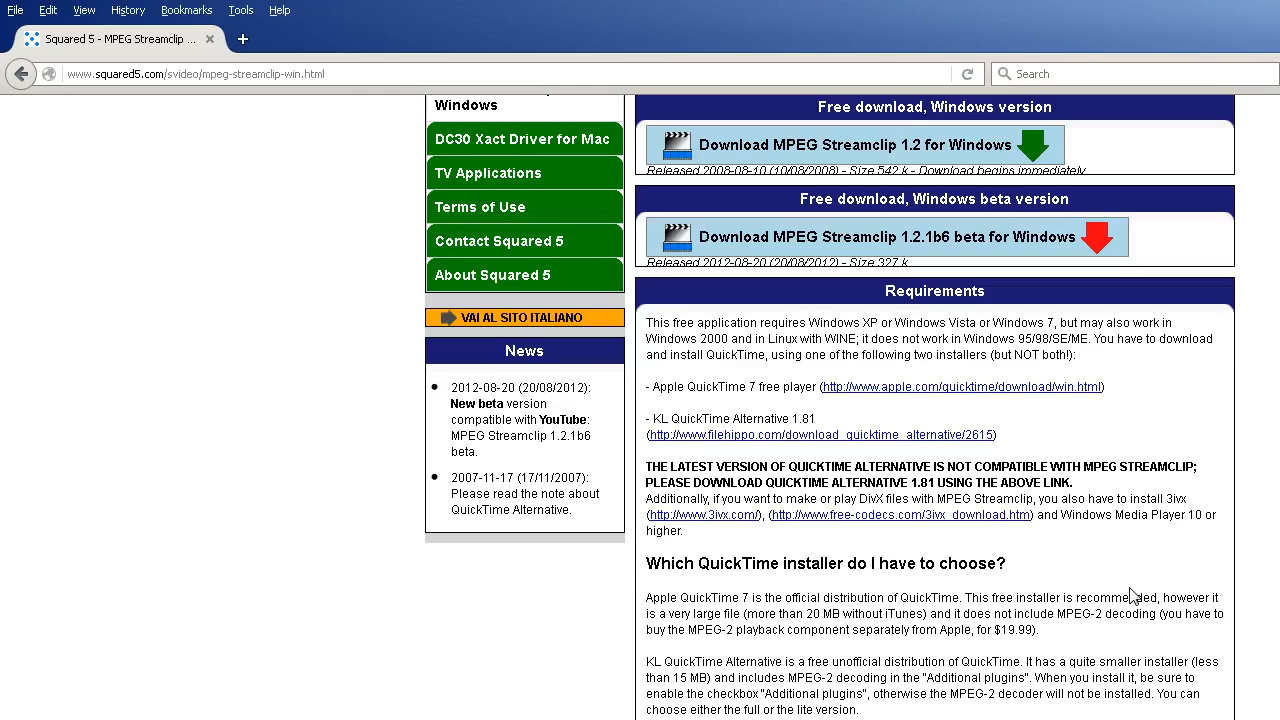 File Edit View History Bookmarks Tools Help
Squared 5 - MPEG Streamclip ...
www.squared5.com/svideo/mpeg-streamclip-win.html
Search
Windows
DC30 Xact Driver for Mac
TV Applications
Terms of Use
Contact Squared 5
About Squared 5
VAI AL SITO ITALIANO
News
2012-08-20 (20/08/2012):
New beta version
compatible with YouTube:
MPEG Streamclip 1.2.1b6
beta.
2007-11-17 (17/11/2007):
Please read the note about
QuickTime Alternative.
Free download, Windows version
Download MPEG Streamclip 1.2 for Windows
Released 2008-08-10 (10/08/2008) - Size 542 k - Download begins immediately
Free download, Windows beta version
Download MPEG Streamclip 1.2.1b6 beta for Windows
Released 2012-08-20 (20/08/2012) - Size 327 k
Requirements
This free application requires Windows XP or Windows Vista or Windows 7, but may also work in
Windows 2000 and in Linux with WINE; it does not work in Windows 95/98/SE/ME. You have to download
and install QuickTime, using one of the following two installers (but NOT both!):
- Apple QuickTime 7 free player (http://www.apple.com/quicktime/download/win.html)
- KL QuickTime Alternative 1.81
(http://www.filehippo.com/download_quicktime_alternative/2615)
THE LATEST VERSION OF QUICKTIME ALTERNATIVE IS NOT COMPATIBLE WITH MPEG STREAMCLIP;
PLEASE DOWNLOAD QUICKTIME ALTERNATIVE 1.81 USING THE ABOVE LINK.
Additionally, if you want to make or play DivX files with MPEG Streamclip, you also have to install 3ivx
(http://www.3ivx.com/), (http://www.free-codecs.com/3ivx_download.htm) and Windows Media Player 10 or
higher.
Which QuickTime installer do I have to choose?
Apple QuickTime 7 is the official distribution of QuickTime. This free installer is recommended, however it
is a very large file (more than 20 MB without iTunes) and it does not include MPEG-2 decoding (you have to
buy the MPEG-2 playback component separately from Apple, for $19.99).
KL QuickTime Alternative is a free unofficial distribution of QuickTime. It has a quite smaller installer (less
than 15 MB) and includes MPEG-2 decoding in the "Additional plugins". When you install it, be sure to
enable the checkbox "Additional plugins", otherwise the MPEG-2 decoder will not be installed. You can
choose either the full or the lite version.